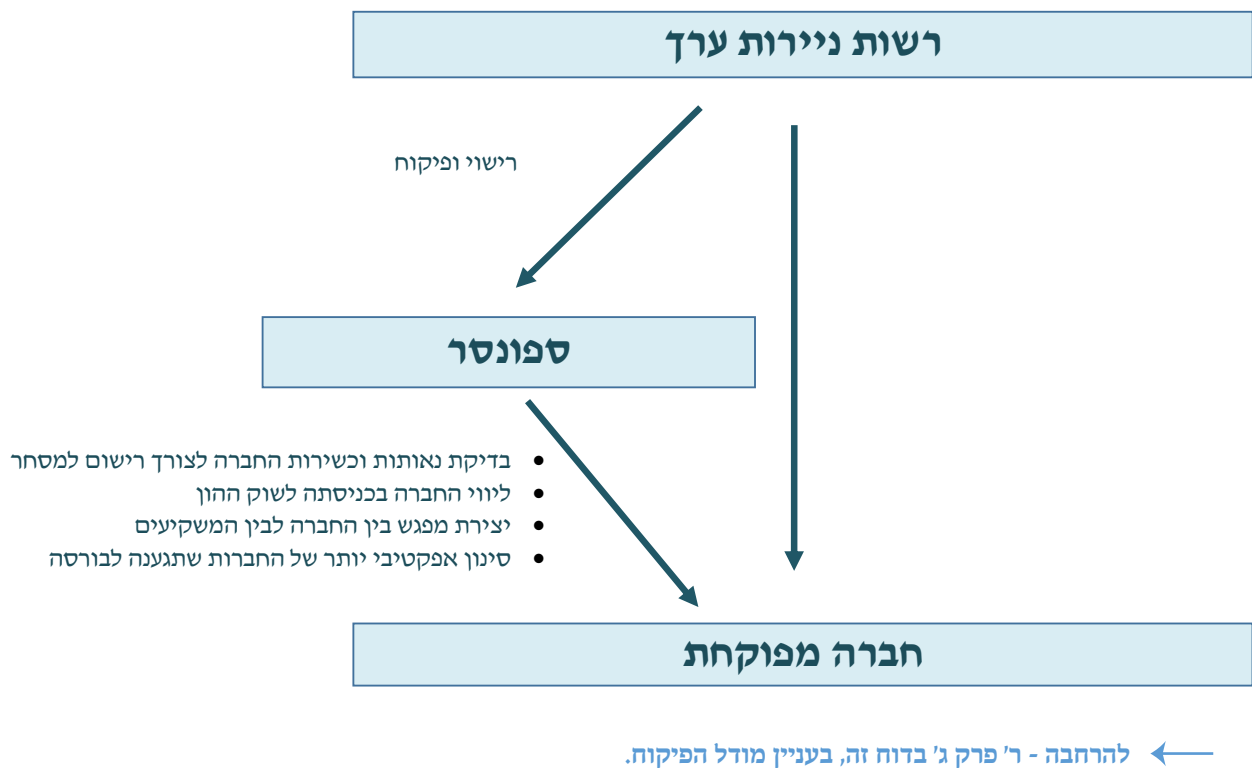 רשות ניירות ערך
רישוי ופיקוח
ספונסר
• בדיקת נאותות וכשירות החברה לצורך רישום למסחר
• ליווי החברה בכניסתה לשוק ההון
• יצירת מפגש בין החברה לבין המשקיעים
• סינון אפקטיבי יותר של החברות שתגענה לבורסה
חברה מפוקחת
להרחבה - ר' פרק ג' בדוח זה, בעניין מודל הפיקוח.